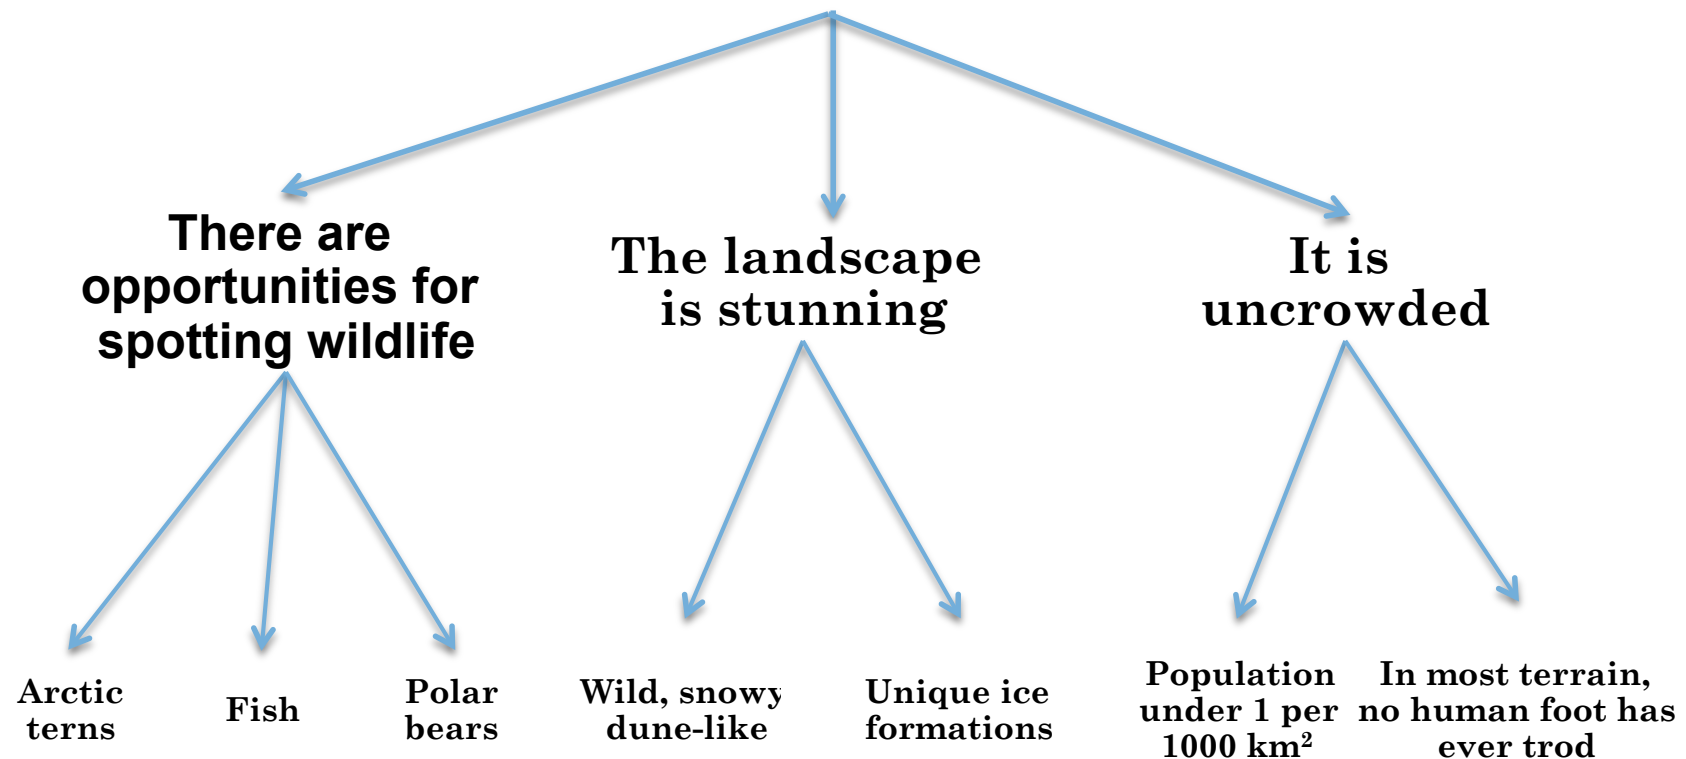 There are
opportunities for
spotting wildlife
The landscape
is stunning
It is
uncrowded
Arctic
terns
Fish
Polar
bears
Wild, snowy
dune-like
Unique ice
formations
Population
under 1 per
1000 km²
In most terrain,
no human foot has
ever trod